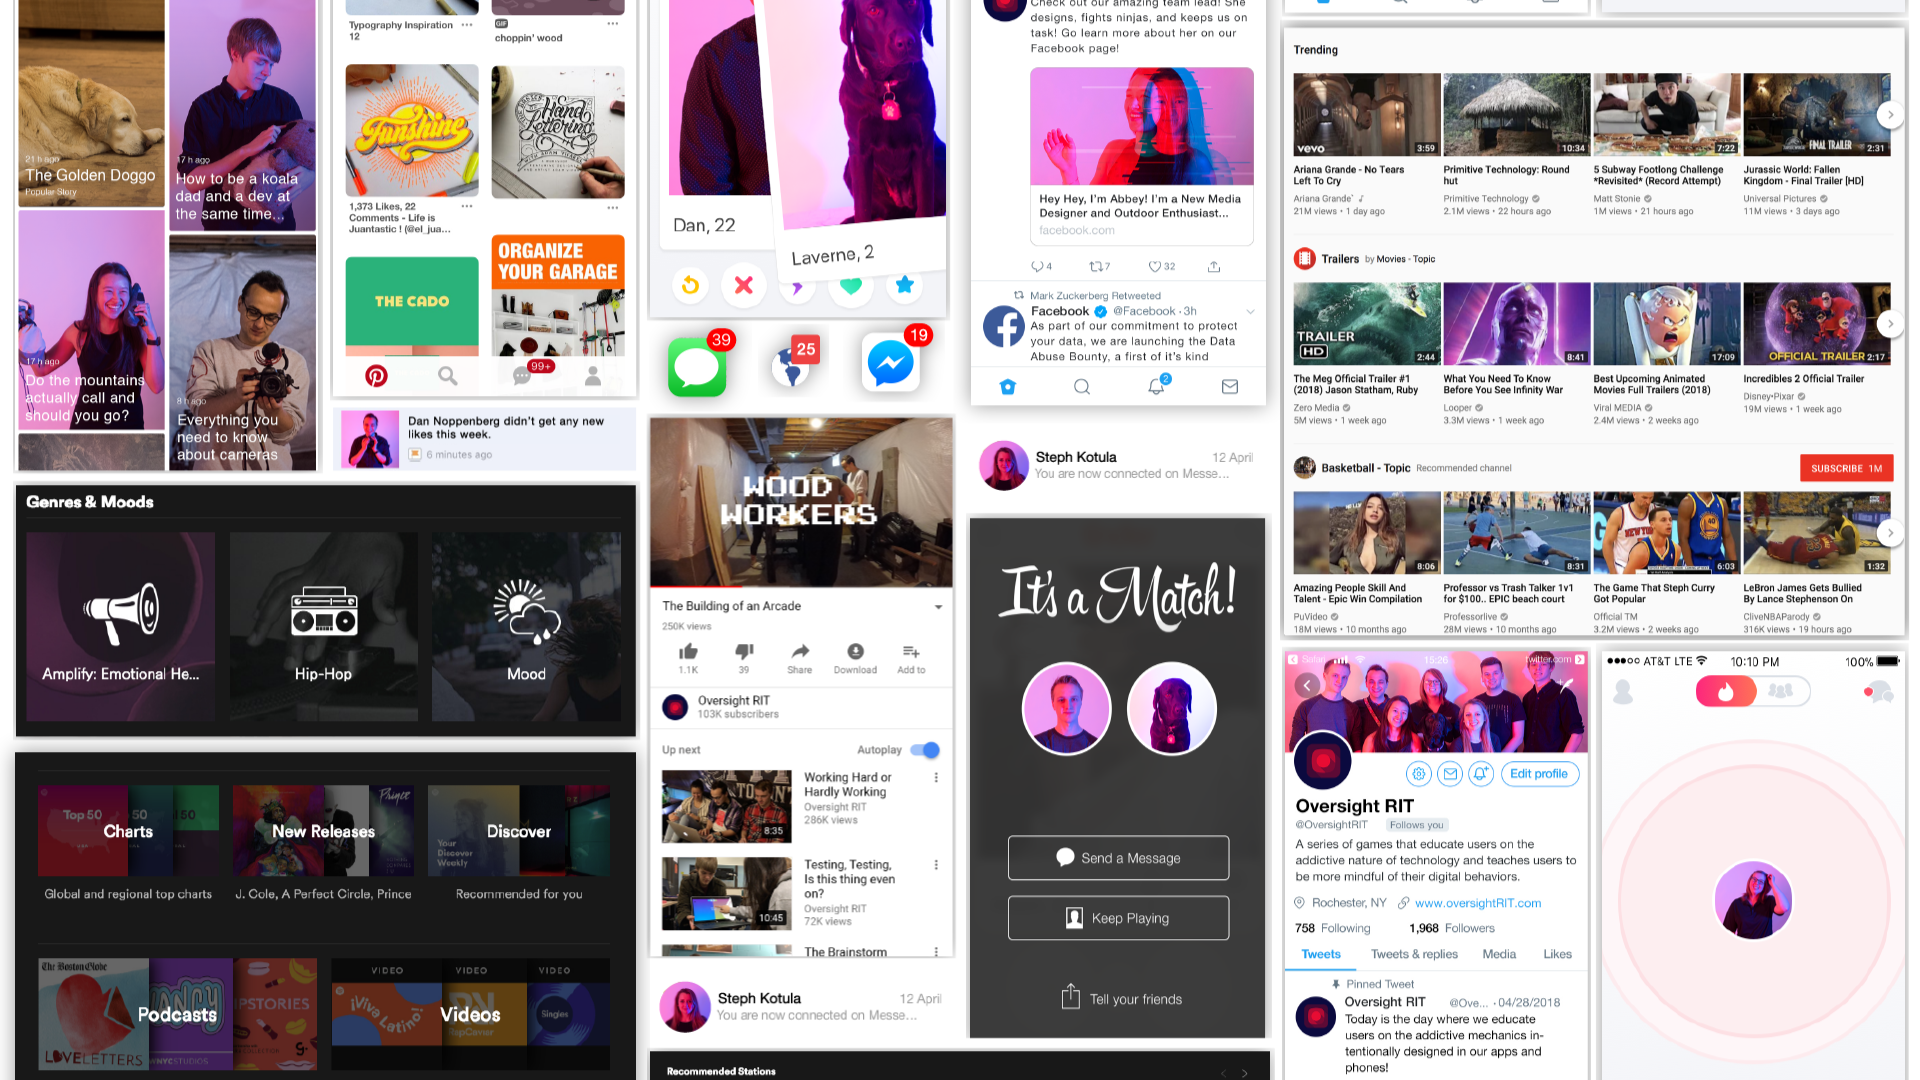 21 h ago
The Golden Doggo
Popular Story
17 h ago
How to be a koala
dad and a dev at
the same time...
17 h ago
Do the mountains
actually call and
should you go?
8 h ago
Everything you
need to know
about cameras
Typography Inspiration
12
GIF
choppin' wood
Funshine
Hand
Lettering
1,373 Likes, 22
Comments - Life is
Juantastic ! (@el_jua...
THE CADO
ORGANIZE
YOUR GARAGE
99+
Dan Noppenberg didn't get any new
likes this week.
6 minutes ago
Genres & Moods
Amplify: Emotional He...
Hip-Hop
Mood
Top 50
50
50
Charts
Global and regional top charts
Prince
New Releases
J. Cole, A Perfect Circle, Prince
Your
Discover
Weekly
Discover
Recommended for you
The Boston Globe
LOVE LETTERS
WNYCSTUDIOS
Podcasts
VIDEO
VIDEO
VIDEO
¡Viva Latino!
Singles
Videos
Dan, 22
Laverne, 2
39
25
19
WOOD
WORKERS
The Building of an Arcade
250K views
1.1K
39
Share
Download
Add to
Oversight RIT
103K subscribers
Up next
Autoplay
8:35
Working Hard or
Hardly Working
Oversight RIT
286K views
10:45
Testing, Testing,
Is this thing even
on?
Oversight RIT
72K views
The Brainstorm
Steph Kotula
12 April
You are now connected on Messe...
Recommended Stations
Check out our amazing team lead! She
designs, fights ninjas, and keeps us on
task! Go learn more about her on our
Facebook page!
Hey Hey, I'm Abbey! I'm a New Media
Designer and Outdoor Enthusiast...
facebook.com
4
7
32
Mark Zuckerberg Retweeted
Facebook @Facebook · 3h
As part of our commitment to protect
your data, we are launching the Data
Abuse Bounty, a first of it's kind
2
Steph Kotula
12 April
You are now connected on Messe...
It's a Match!
Send a Message
Keep Playing
Tell your friends
Trending
vevo
3:59
10:34
7:22
FINAL TRAILER
2:31
Ariana Grande - No Tears
Left To Cry
Ariana Grande
21M views • 1 day ago
Primitive Technology: Round
hut
Primitive Technology
2.1M views • 22 hours ago
5 Subway Footlong Challenge
*Revisited* (Record Attempt)
Matt Stonie
1M views • 21 hours ago
Jurassic World: Fallen
Kingdom - Final Trailer [HD]
Universal Pictures
11M views • 3 days ago
Trailers by Movies - Topic
TRAILER
HD
2:44
8:41
17:09
OFFICIAL TRAILER 2:17
The Meg Official Trailer #1
(2018) Jason Statham, Ruby
Zero Media
5M views • 1 week ago
What You Need To Know
Before You See Infinity War
Looper
3.3M views • 1 week ago
Best Upcoming Animated
Movies Full Trailers (2018)
Viral MEDIA
2.4M views • 2 weeks ago
Incredibles 2 Official Trailer
Disney•Pixar
19M views • 1 week ago
Basketball - Topic Recommended channel
SUBSCRIBE 1M
8:06
8:31
6:03
1:32
Amazing People Skill And
Talent - Epic Win Compilation
PuVideo
18M views • 10 months ago
Professor vs Trash Talker 1v1
for $100.. EPIC beach court
Professorlive
28M views • 10 months ago
The Game That Steph Curry
Got Popular
Official TM
3.2M views • 2 weeks ago
LeBron James Gets Bullied
By Lance Stephenson On
CliveNBAParody
316K views • 19 hours ago
Safari
15:26
twitter.com
Edit profile
Oversight RIT
@OversightRIT Follows you
A series of games that educate users on the
addictive nature of technology and teaches users to
be more mindful of their digital behaviors.
Rochester, NY www.oversightRIT.com
758 Following 1,968 Followers
Tweets Tweets & replies Media Likes
Pinned Tweet
Oversight RIT @Ove... · 04/28/2018
Today is the day where we educate
users on the addictive mechanics in-
tentionally designed in our apps and
phones!
AT&T LTE 10:10 PM 100%